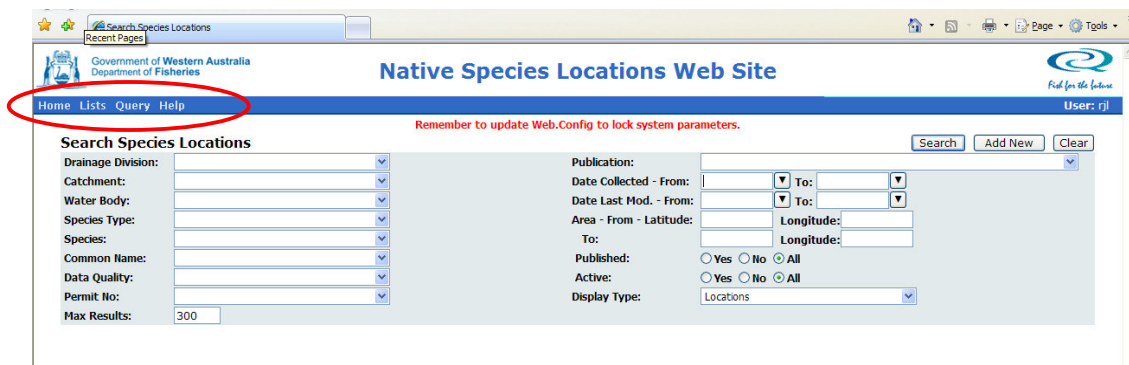 Search Species Locations
Page
Tools
Recent Pages
Government of Western Australia
Department of Fisheries
Native Species Locations Web Site
Fish for the future
Home Lists Query Help
User: rjl
Remember to update Web.Config to lock system parameters.
Search Species Locations
Search
Add New
Clear
Drainage Division:
Publication:
Catchment:
Date Collected - From:
To:
Water Body:
Date Last Mod. - From:
To:
Species Type:
Area - From - Latitude:
Longitude:
Species:
To:
Longitude:
Common Name:
Published:
Yes No All
Data Quality:
Active:
Yes No All
Permit No:
Display Type:
Locations
Max Results:
300